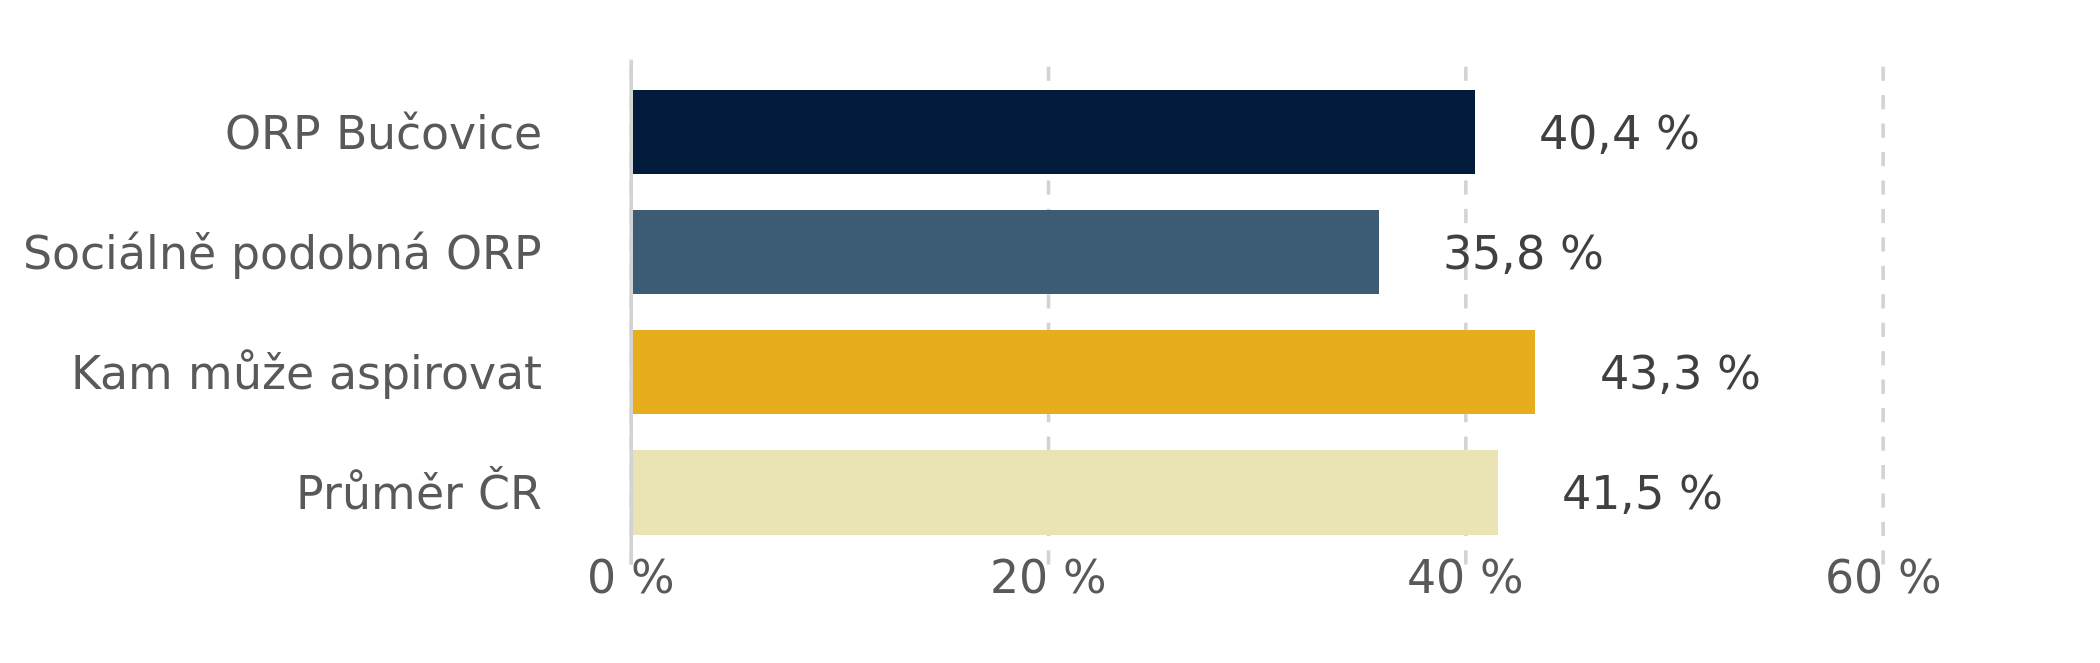 ORP Bučovice 40,4 %
Sociálně podobná ORP 35,8 %
Kam může aspirovat 43,3 %
Průměr ČR 41,5 %
0 % 20 % 40 % 60 %